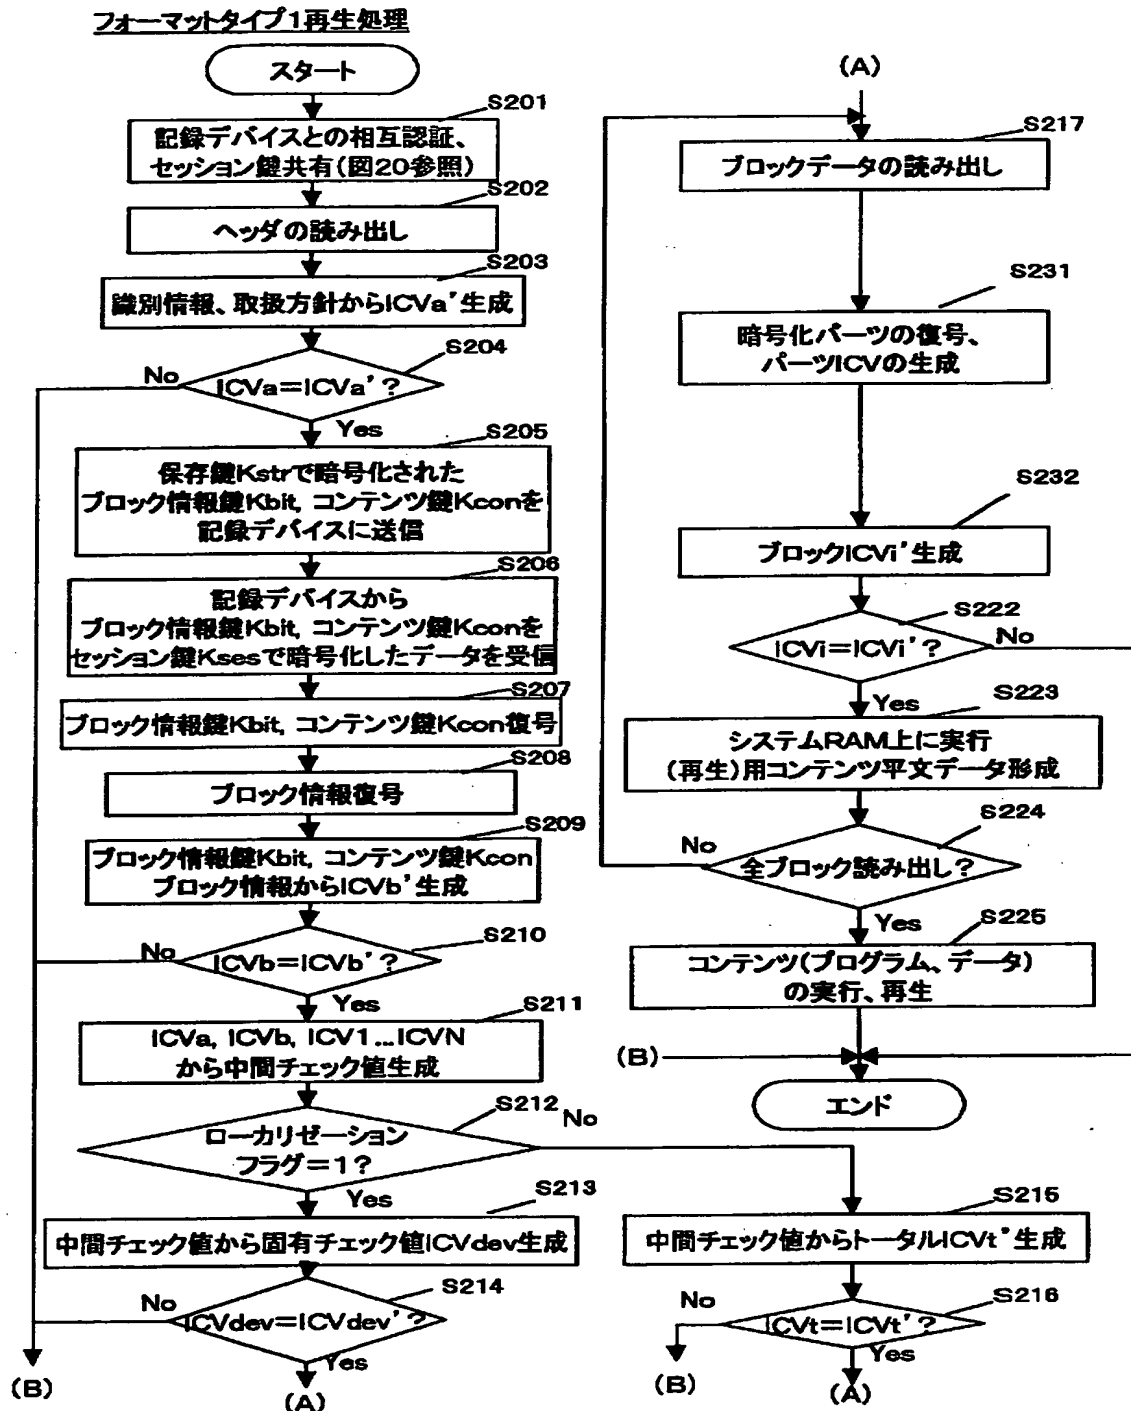 フォーマットタイプ1再生処理
スタート
S201
記録デバイスとの相互認証、
セッション鍵共有(図20参照)
S202
ヘッダの読み出し
S203
識別情報、取扱方針からICVa'生成
S204
ICVa=ICVa'?
No
Yes
S205
保存鍵Kstrで暗号化された
ブロック情報鍵Kbit, コンテンツ鍵Kconを
記録デバイスに送信
S206
記録デバイスから
ブロック情報鍵Kbit, コンテンツ鍵Kconを
セッション鍵Ksesで暗号化したデータを受信
S207
ブロック情報鍵Kbit, コンテンツ鍵Kcon復号
S208
ブロック情報復号
S209
ブロック情報鍵Kbit, コンテンツ鍵Kcon
ブロック情報からICVb'生成
S210
ICVb=ICVb'?
No
Yes
S211
ICVa, ICVb, ICV1...ICVN
から中間チェック値生成
S212
ローカリゼーション
フラグ=1?
No
Yes
S213
中間チェック値から固有チェック値ICVdev生成
S214
ICVdev=ICVdev'?
No
Yes
(B)
(A)
S215
中間チェック値からトータルICVt'生成
S216
ICVt=ICVt'?
No
Yes
(B)
(A)
(A)
S217
ブロックデータの読み出し
S231
暗号化パーツの復号、
パーツICVの生成
S232
ブロックICVi'生成
S222
ICVi=ICVi'?
No
Yes
S223
システムRAM上に実行
(再生)用コンテンツ平文データ形成
S224
全ブロック読み出し?
No
Yes
S225
コンテンツ(プログラム、データ)
の実行、再生
(B)
エンド